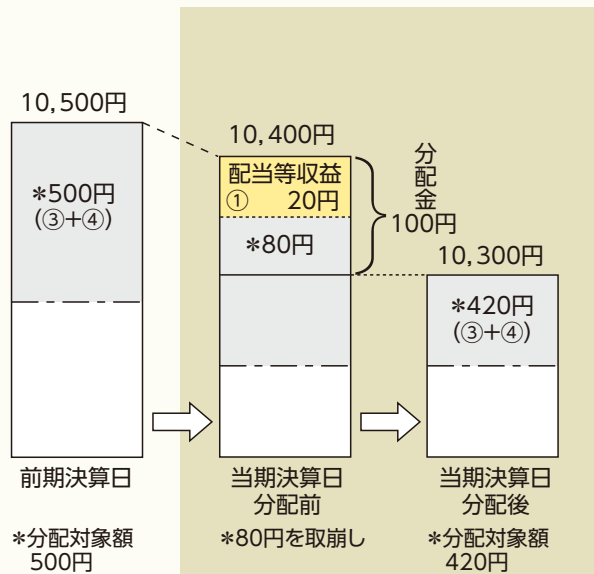 10,500円
＊500円
（③＋④）
前期決算日
＊分配対象額
500円
10,400円
配当等収益
① 20円
＊80円
分配金
100円
当期決算日
分配前
＊80円を取崩し
10,300円
＊420円
（③＋④）
当期決算日
分配後
＊分配対象額
420円